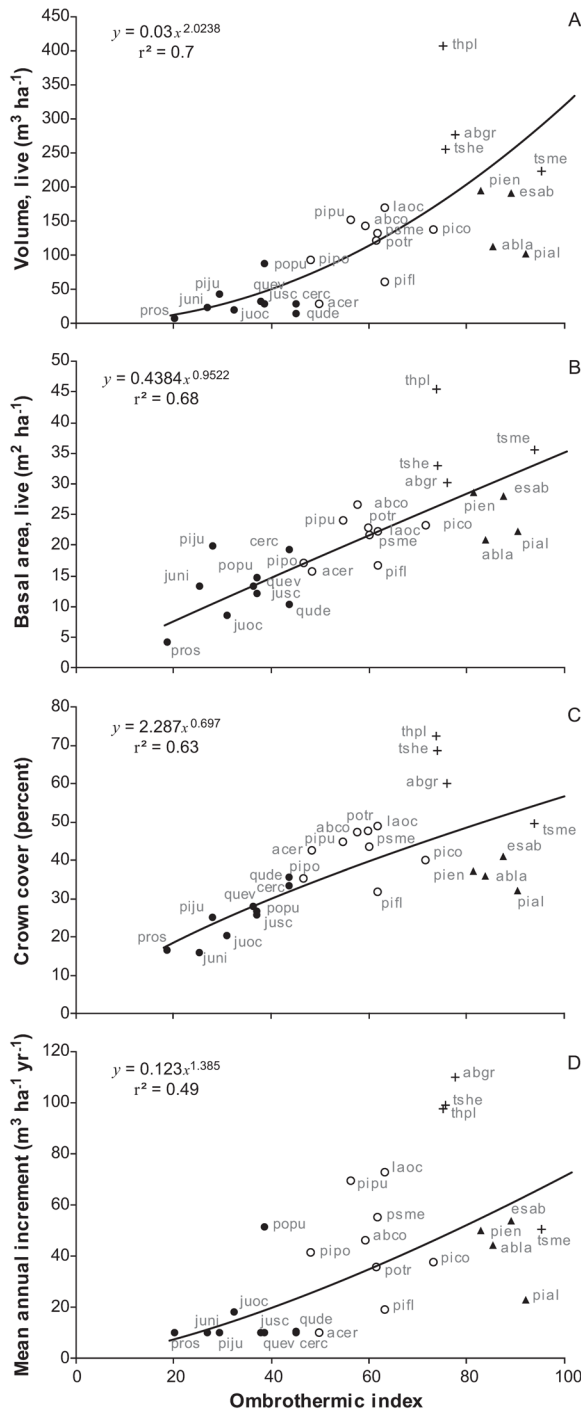 A
y = 0.03x^2.0238
r² = 0.7
Volume, live (m³ ha⁻¹)
450
400
350
300
250
200
150
100
50
0
thpl
abgr
tshe
tsme
pien
esab
laoc
pipu
abco
psme
pico
potr
abla
pial
pipo
popu
pifl
quev
piju
jusc
cerc
acer
juni
pros
juoc
qude
B
y = 0.4384x^0.9522
r² = 0.68
Basal area, live (m² ha⁻¹)
50
45
40
35
30
25
20
15
10
5
0
thpl
tsme
tshe
abgr
esab
pien
abco
potr
pipu
laoc
pico
psme
pial
abla
cerc
piju
pipo
popu
acer
pifl
juni
quev
jusc
qude
juoc
pros
C
y = 2.287x^0.697
r² = 0.63
Crown cover (percent)
80
70
60
50
40
30
20
10
0
thpl
tshe
abgr
potr
abco
laoc
tsme
pipu
psme
acer
esab
pico
pipo
pien
abla
qude
cerc
quev
pifl
pial
piju
popu
jusc
pros
juoc
juni
D
y = 0.123x^1.385
r² = 0.49
Mean annual increment (m³ ha⁻¹ yr⁻¹)
120
100
80
60
40
20
0
abgr
tshe
thpl
laoc
pipu
psme
esab
popu
abco
pien
tsme
abla
pipo
pico
potr
pial
juoc
pifl
juni
jusc
qude
acer
pros
piju
quev
cerc
0 20 40 60 80 100
Ombrothermic index